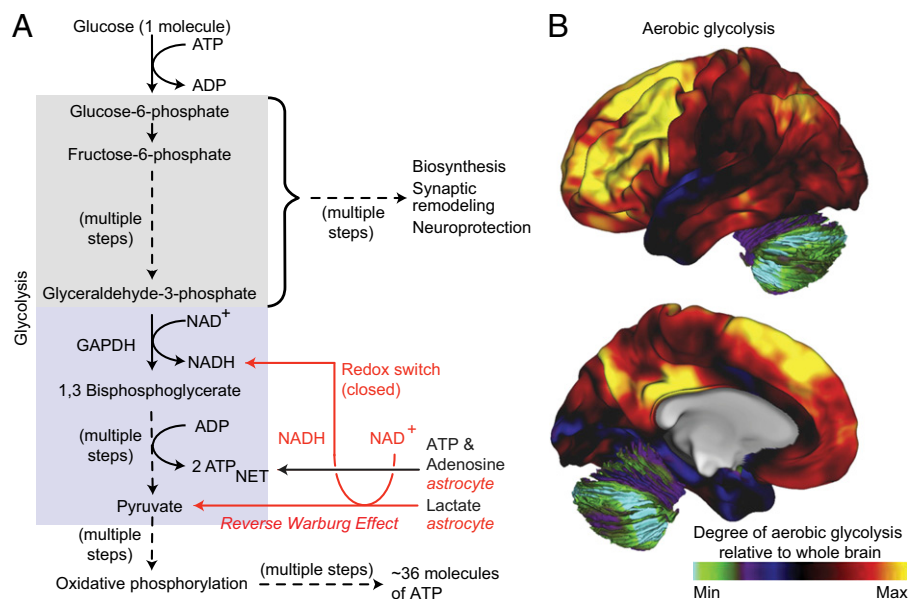 A
Glucose (1 molecule)
ATP
ADP
Glucose-6-phosphate
Fructose-6-phosphate
(multiple
steps)
Glyceraldehyde-3-phosphate
(multiple
steps)
Biosynthesis
Synaptic
remodeling
Neuroprotection
Glycolysis
GAPDH
NAD+
NADH
1,3 Bisphosphoglycerate
Redox switch
(closed)
NADH
NAD+
(multiple
steps)
ADP
2 ATP NET
ATP &
Adenosine
astrocyte
Lactate
astrocyte
Pyruvate
Reverse Warburg Effect
(multiple
steps)
Oxidative phosphorylation
(multiple steps)
~36 molecules
of ATP
B
Aerobic glycolysis
Degree of aerobic glycolysis
relative to whole brain
Min
Max